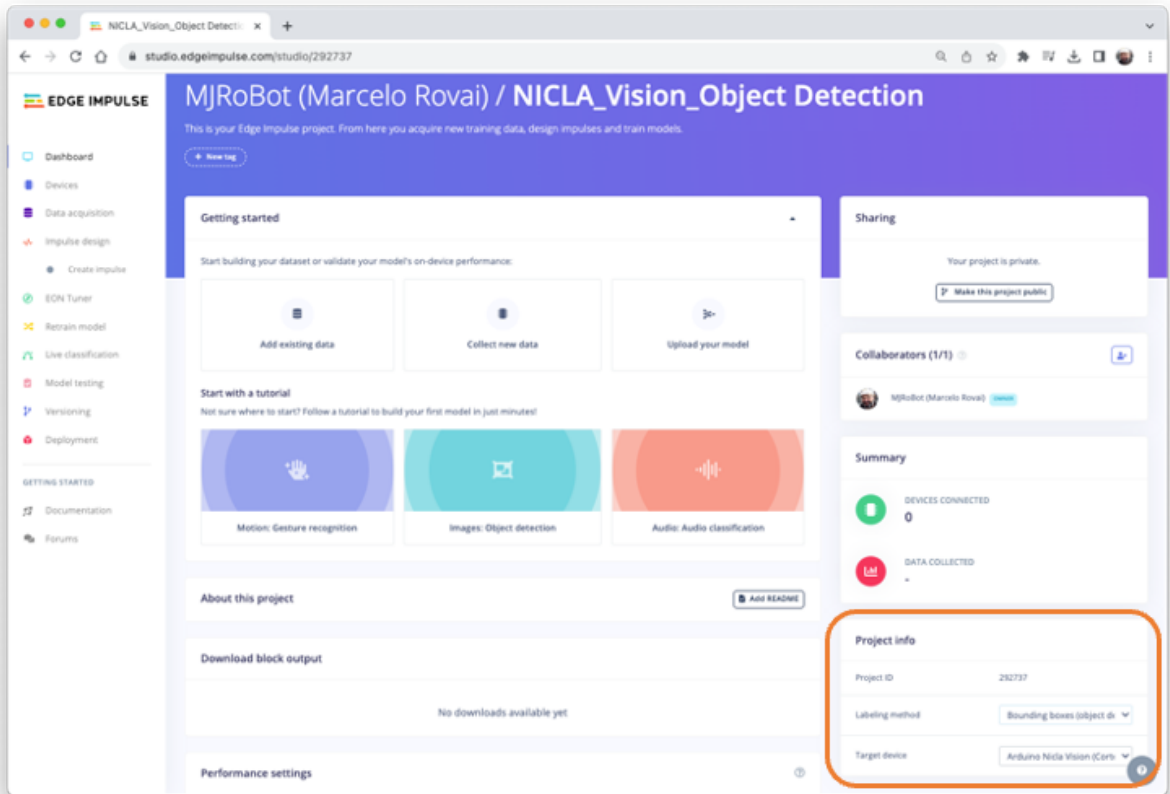 NICLA_Vision_Object Detecti
studio.edgeimpulse.com/studio/292737
EDGE IMPULSE
Dashboard
Devices
Data acquisition
Impulse design
Create impulse
EON Tuner
Retrain model
Live classification
Model testing
Versioning
Deployment
GETTING STARTED
Documentation
Forums
MJRoBot (Marcelo Rovai) / NICLA_Vision_Object Detection
This is your Edge Impulse project. From here you acquire new training data, design impulses and train models.
+ New tag
Getting started
Start building your dataset or validate your model's on-device performance:
Add existing data
Collect new data
Upload your model
Start with a tutorial
Not sure where to start? Follow a tutorial to build your first model in just minutes!
Motion: Gesture recognition
Images: Object detection
Audio: Audio classification
About this project
Add README
Download block output
No downloads available yet
Performance settings
Sharing
Your project is private.
Make this project public
Collaborators (1/1)
MJRoBot (Marcelo Rovai) OWNER
Summary
DEVICES CONNECTED
0
DATA COLLECTED
-
Project info
Project ID 292737
Labeling method Bounding boxes (object de
Target device Arduino Nicla Vision (Cort